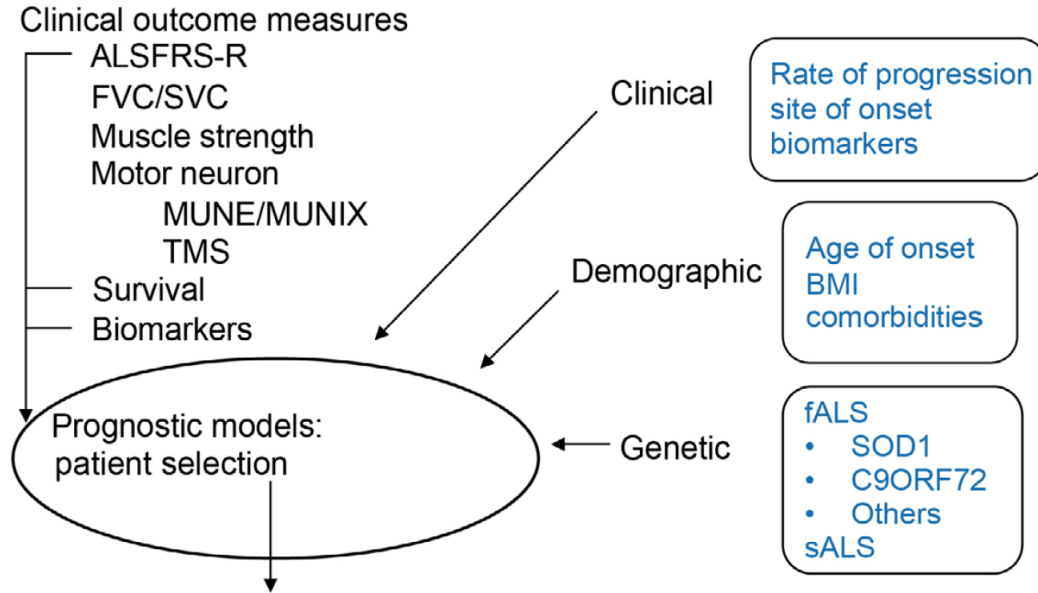 Clinical outcome measures
ALSFRS-R
FVC/SVC
Muscle strength
Motor neuron
MUNE/MUNIX
TMS
Survival
Biomarkers
Prognostic models:
patient selection
Clinical
Rate of progression
site of onset
biomarkers
Demographic
Age of onset
BMI
comorbidities
Genetic
fALS
• SOD1
• C9ORF72
• Others
sALS